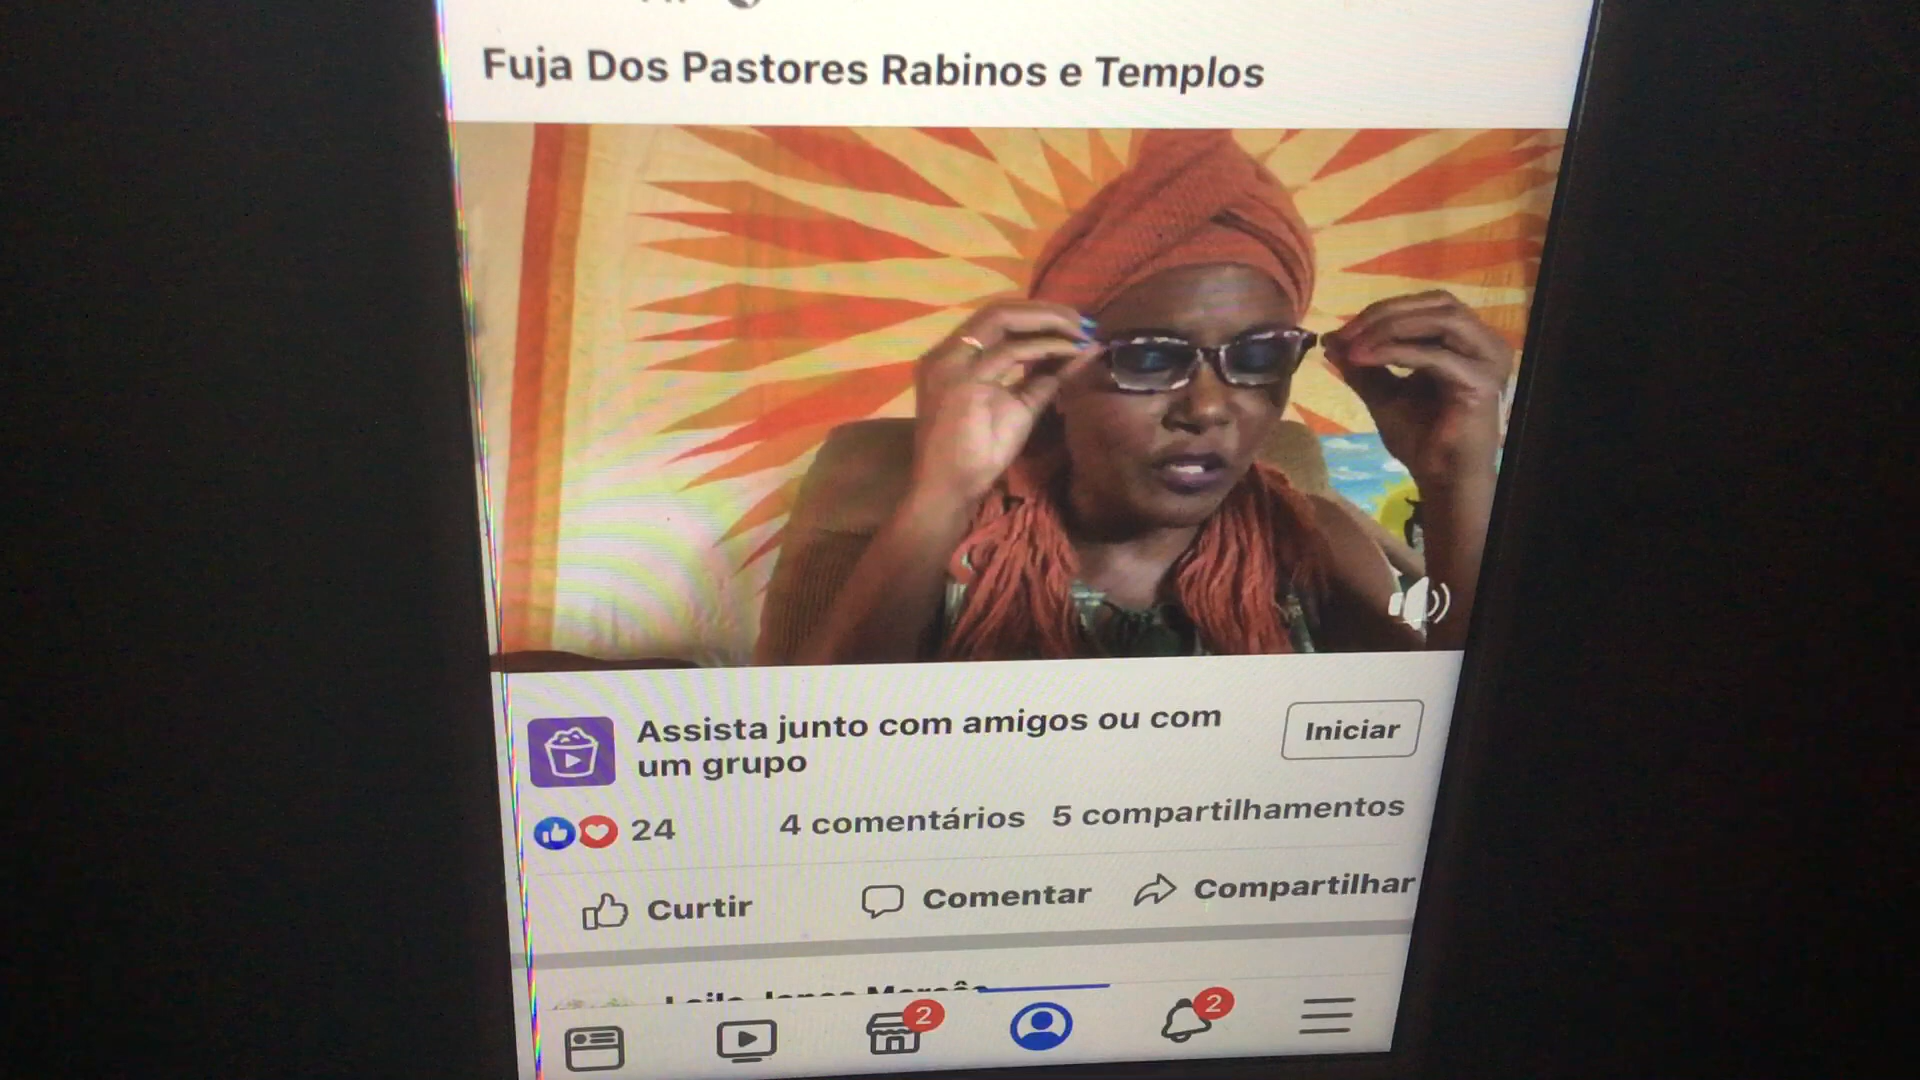 Fuja Dos Pastores Rabinos e Templos
Assista junto com amigos ou com
um grupo
Iniciar
24
4 comentários
5 compartilhamentos
Curtir
Comentar
Compartilhar
2
2